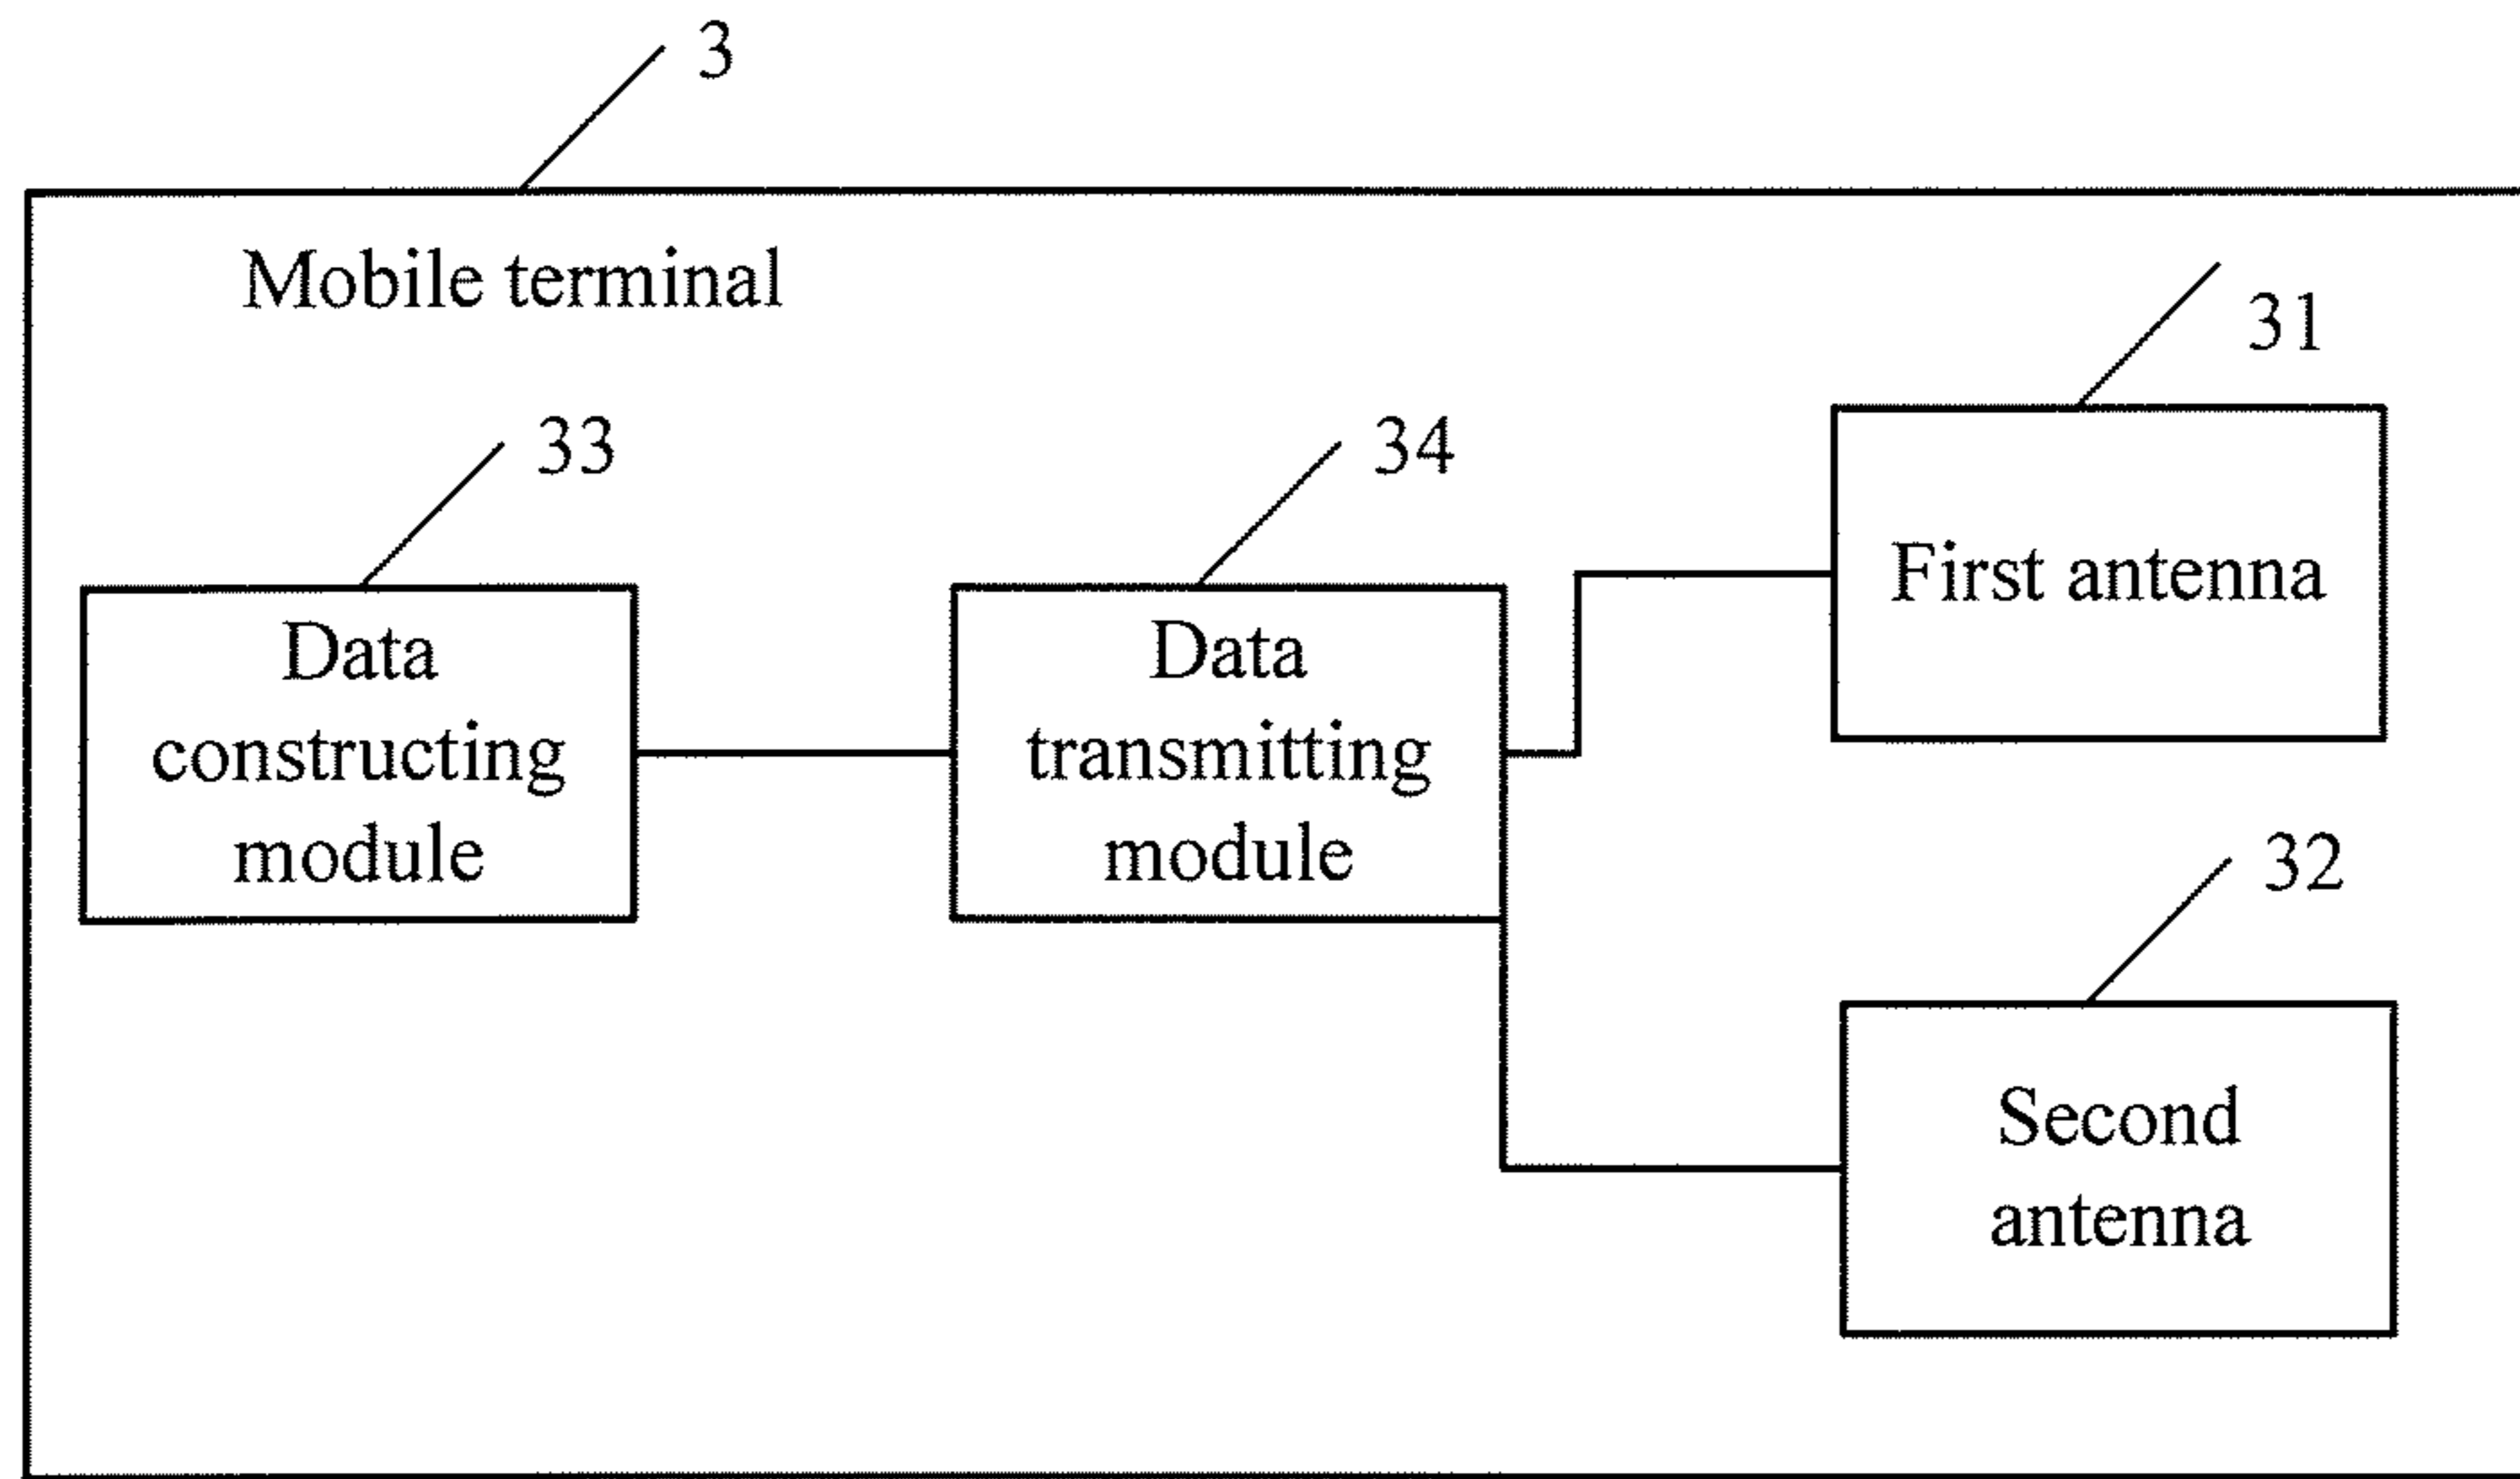 3
Mobile terminal
31
33
34
First antenna
Data
constructing
module
Data
transmitting
module
32
Second
antenna